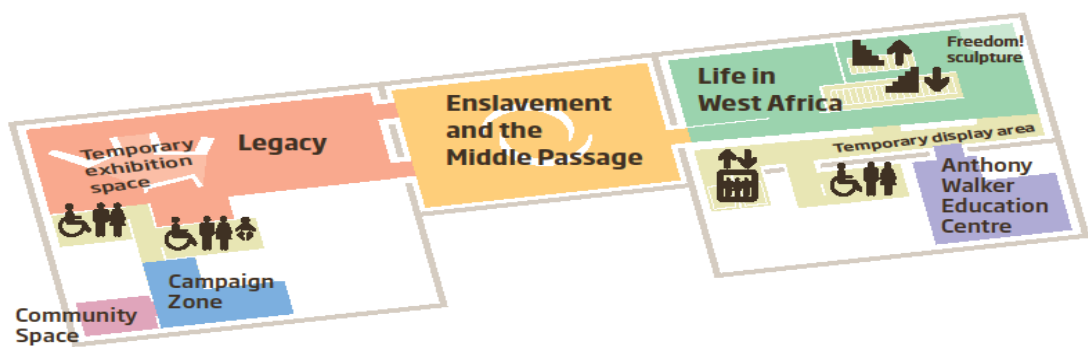 Temporary
exhibition
space
Legacy
Enslavement
and the
Middle Passage
Life in
West Africa
Freedom!
sculpture
Temporary display area
Anthony
Walker
Education
Centre
Campaign
Zone
Community
Space